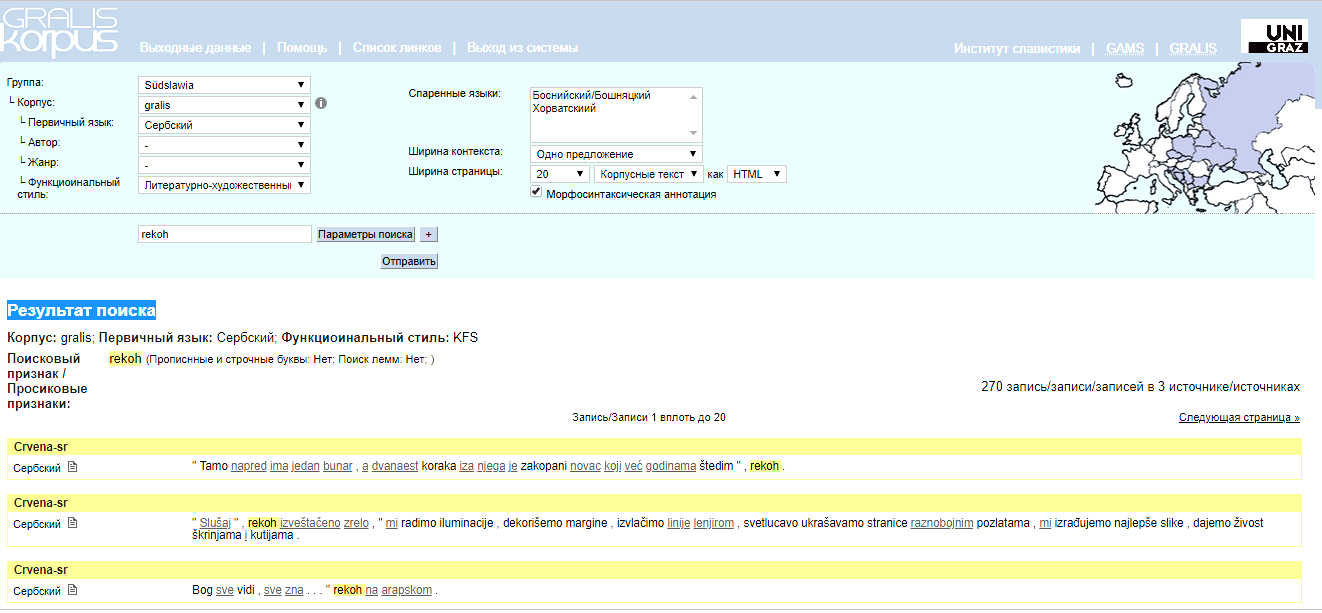 GRALIS
korpus
Выходные данные | Помощь | Список линков | Выход из системы
Институт славистики | GAMS | GRALIS
UNI
GRAZ
Группа: Südslawia
└ Корпус: gralis
└ Первичный язык: Сербский
└ Автор: -
└ Жанр: -
└ Функциоинальный
стиль: Литературно-художественны
Спаренные языки: Боснийский/Бошняцкий
Хорватскиий
Ширина контекста: Одно предложение
Ширина страницы: 20 Корпусные текст как HTML
Морфосинтаксическая аннотация
rekoh Параметры поиска +
Отправить
Результат поиска
Корпус: gralis; Первичный язык: Сербский; Функциоинальный стиль: KFS
Поисковый
признак /
Просиковые
признаки:
rekoh (Прописнные и строчные буквы: Нет; Поиск лемм: Нет; )
270 запись/записи/записей в 3 источнике/источниках
Запись/Записи 1 вплоть до 20
Следующая страница »
Crvena-sr
Сербский " Tamo napred ima jedan bunar , a dvanaest koraka iza njega je zakopani novac koji već godinama štedim " , rekoh .
Crvena-sr
Сербский " Slušaj " , rekoh izveštačeno zrelo , " mi radimo iluminacije , dekorišemo margine , izvlačimo linije lenjirom , svetlucavo ukrašavamo stranice raznobojnim pozlatama , mi izrađujemo najlepše slike , dajemo živost
škrinjama i kutijama .
Crvena-sr
Сербский Bog sve vidi , sve zna . . . " rekoh na arapskom .